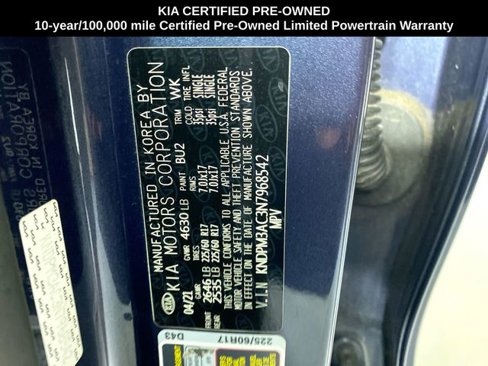 KIA CERTIFIED PRE-OWNED
10-year/100,000 mile Certified Pre-Owned Limited Powertrain Warranty
MANUFACTURED IN KOREA BY
KIA MOTORS CORPORATION
04/21 GVWR 4630LB PAINT BU2 TRIM WK
GAWR TIRES RIMS COLD TIRE INFL
FRONT 2646LB 225/60 R17 7.0Jx17 35psi SINGLE
REAR 2535LB 225/60 R17 7.0Jx17 35psi SINGLE
THIS VEHICLE CONFORMS TO ALL APPLICABLE U.S.A. FEDERAL
MOTOR VEHICLE SAFETY AND THEFT PREVENTION STANDARDS
IN EFFECT ON THE DATE OF MANUFACTURE SHOWN ABOVE.
V.I.N KNDPM3AC3N7968542
MPV
D43
225/60R17